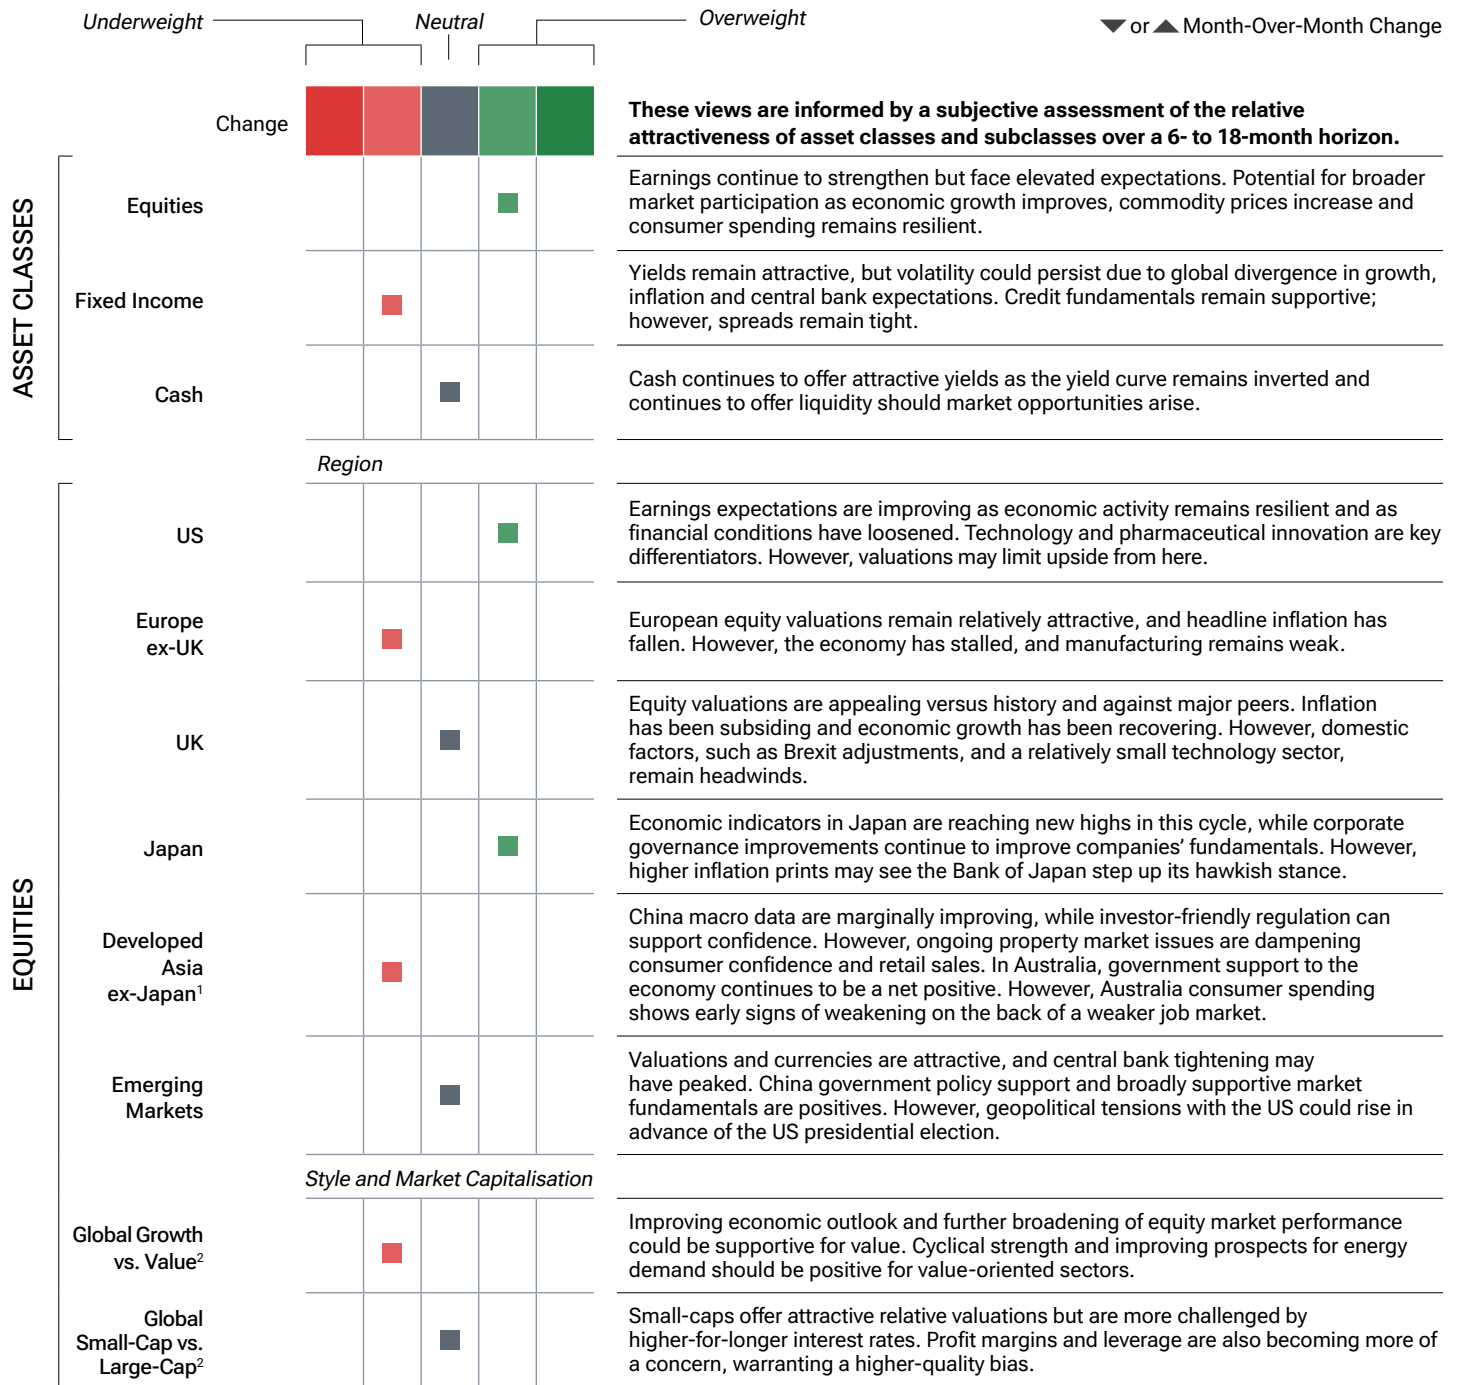 Underweight
Neutral
Overweight
▼ or ▲ Month-Over-Month Change
Change
These views are informed by a subjective assessment of the relative
attractiveness of asset classes and subclasses over a 6- to 18-month horizon.
ASSET CLASSES
Equities
Earnings continue to strengthen but face elevated expectations. Potential for broader
market participation as economic growth improves, commodity prices increase and
consumer spending remains resilient.
Fixed Income
Yields remain attractive, but volatility could persist due to global divergence in growth,
inflation and central bank expectations. Credit fundamentals remain supportive;
however, spreads remain tight.
Cash
Cash continues to offer attractive yields as the yield curve remains inverted and
continues to offer liquidity should market opportunities arise.
Region
EQUITIES
US
Earnings expectations are improving as economic activity remains resilient and as
financial conditions have loosened. Technology and pharmaceutical innovation are key
differentiators. However, valuations may limit upside from here.
Europe
ex-UK
European equity valuations remain relatively attractive, and headline inflation has
fallen. However, the economy has stalled, and manufacturing remains weak.
UK
Equity valuations are appealing versus history and against major peers. Inflation
has been subsiding and economic growth has been recovering. However, domestic
factors, such as Brexit adjustments, and a relatively small technology sector,
remain headwinds.
Japan
Economic indicators in Japan are reaching new highs in this cycle, while corporate
governance improvements continue to improve companies’ fundamentals. However,
higher inflation prints may see the Bank of Japan step up its hawkish stance.
Developed
Asia
ex-Japan¹
China macro data are marginally improving, while investor-friendly regulation can
support confidence. However, ongoing property market issues are dampening
consumer confidence and retail sales. In Australia, government support to the
economy continues to be a net positive. However, Australia consumer spending
shows early signs of weakening on the back of a weaker job market.
Emerging
Markets
Valuations and currencies are attractive, and central bank tightening may
have peaked. China government policy support and broadly supportive market
fundamentals are positives. However, geopolitical tensions with the US could rise in
advance of the US presidential election.
Style and Market Capitalisation
Global Growth
vs. Value²
Improving economic outlook and further broadening of equity market performance
could be supportive for value. Cyclical strength and improving prospects for energy
demand should be positive for value-oriented sectors.
Global
Small-Cap vs.
Large-Cap²
Small-caps offer attractive relative valuations but are more challenged by
higher-for-longer interest rates. Profit margins and leverage are also becoming more of
a concern, warranting a higher-quality bias.